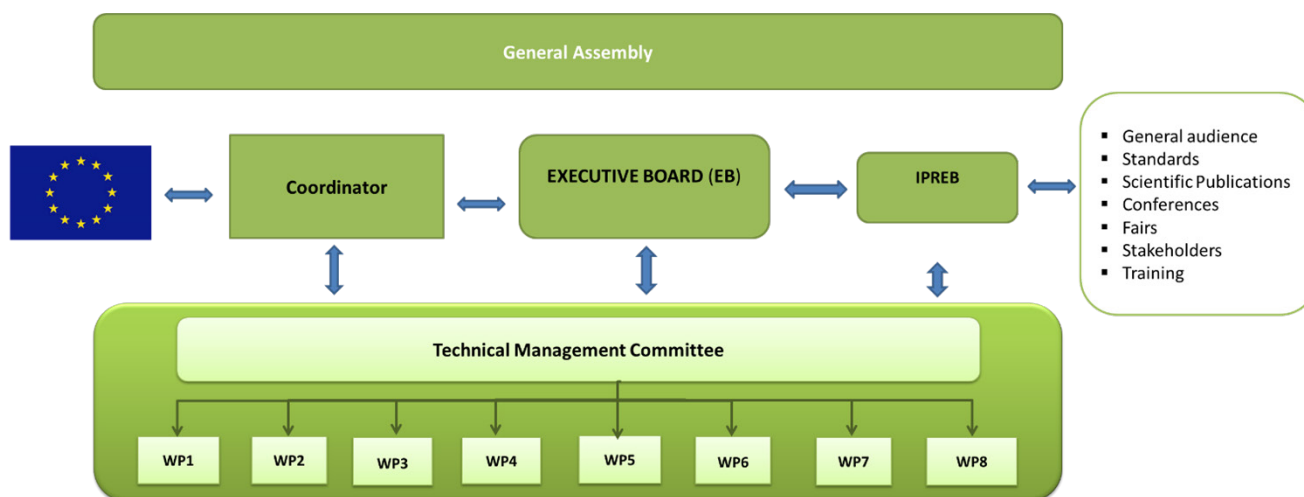 General Assembly
Coordinator
EXECUTIVE BOARD (EB)
IPREB
▪ General audience
▪ Standards
▪ Scientific Publications
▪ Conferences
▪ Fairs
▪ Stakeholders
▪ Training
Technical Management Committee
WP1
WP2
WP3
WP4
WP5
WP6
WP7
WP8